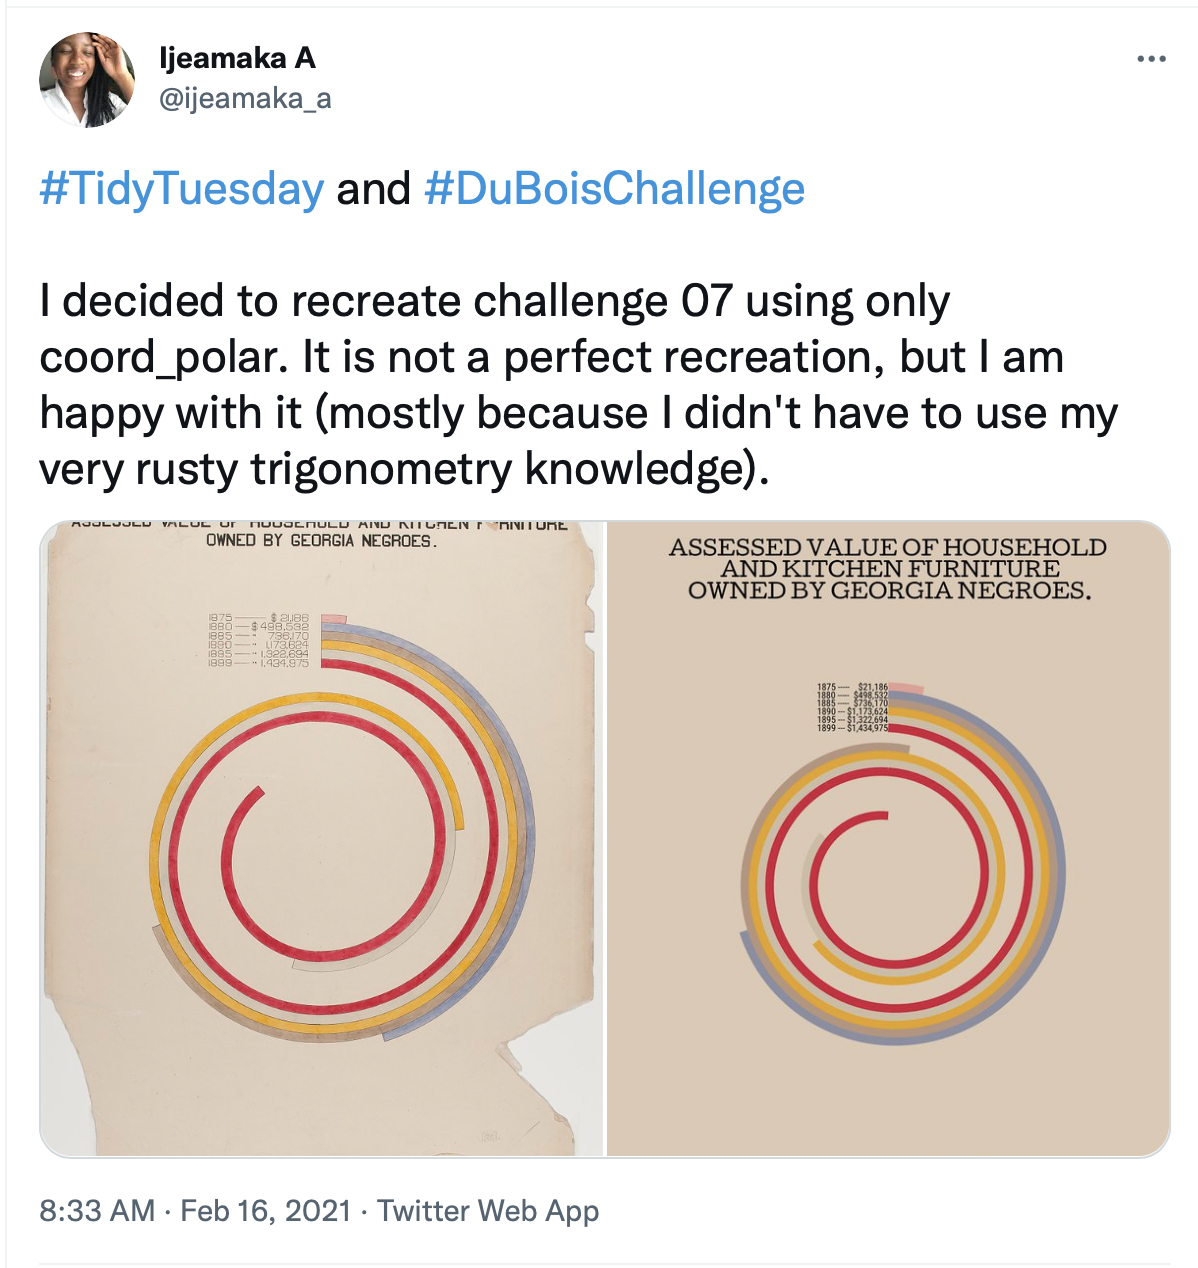 Ijeamaka A
@ijeamaka_a
#TidyTuesday and #DuBoisChallenge
I decided to recreate challenge 07 using only
coord_polar. It is not a perfect recreation, but I am
happy with it (mostly because I didn't have to use my
very rusty trigonometry knowledge).
ASSESSED VALUE OF HOUSEHOLD AND KITCHEN FURNITURE
OWNED BY GEORGIA NEGROES.
1875 — $ 21,186
1880 — $ 498,532
1885 — " 736,170
1890 — " 1,173,624
1895 — " 1,322,694
1899 — " 1,434,975
ASSESSED VALUE OF HOUSEHOLD
AND KITCHEN FURNITURE
OWNED BY GEORGIA NEGROES.
1875 --- $21,186
1880 --- $498,532
1885 --- $736,170
1890 -- $1,173,624
1895 -- $1,322,694
1899 -- $1,434,975
8:33 AM · Feb 16, 2021 · Twitter Web App